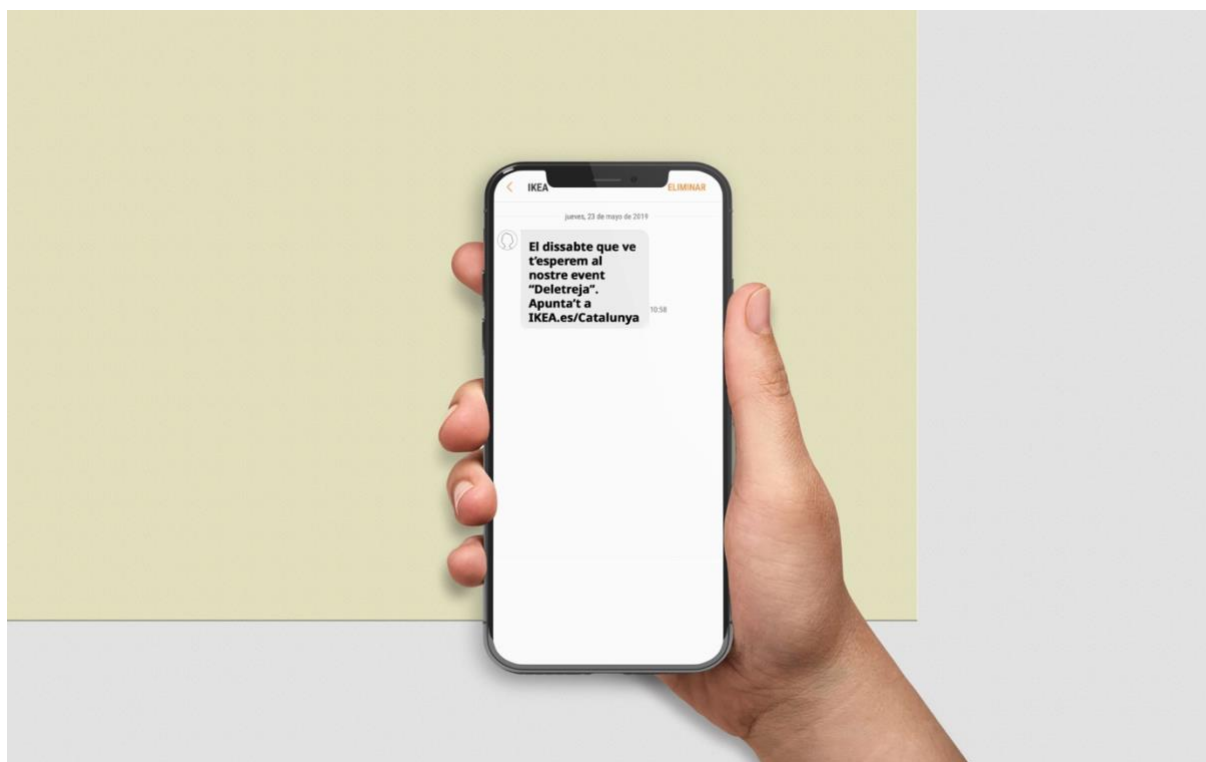 IKEA
ELIMINAR
jueves, 23 de mayo de 2019
El dissabte que ve
t'esperem al
nostre event
"Deletreja".
Apunta't a
IKEA.es/Catalunya
10:58